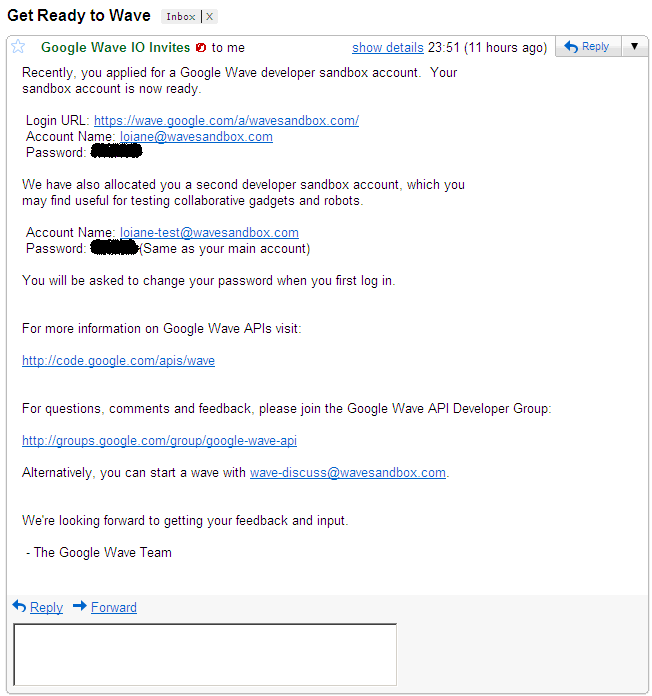 Get Ready to Wave Inbox | X
Google Wave IO Invites to me show details 23:51 (11 hours ago) Reply
Recently, you applied for a Google Wave developer sandbox account. Your
sandbox account is now ready.
Login URL: https://wave.google.com/a/wavesandbox.com/
Account Name: loiane@wavesandbox.com
Password:
We have also allocated you a second developer sandbox account, which you
may find useful for testing collaborative gadgets and robots.
Account Name: loiane-test@wavesandbox.com
Password: (Same as your main account)
You will be asked to change your password when you first log in.
For more information on Google Wave APIs visit:
http://code.google.com/apis/wave
For questions, comments and feedback, please join the Google Wave API Developer Group:
http://groups.google.com/group/google-wave-api
Alternatively, you can start a wave with wave-discuss@wavesandbox.com.
We're looking forward to getting your feedback and input.
- The Google Wave Team
Reply Forward